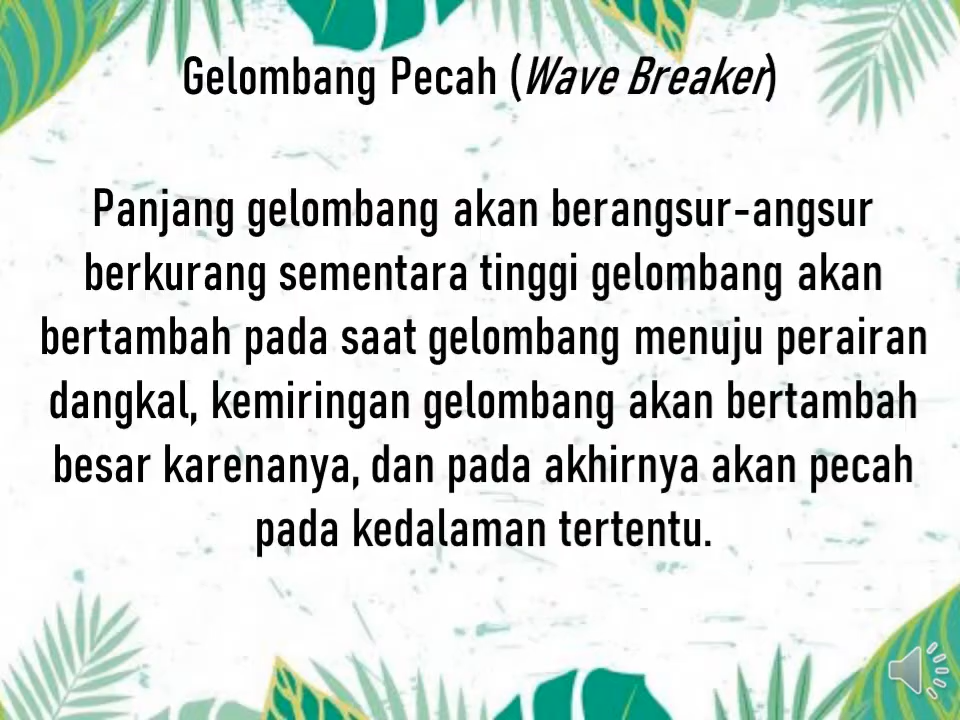 Gelombang Pecah (Wave Breaker)
Panjang gelombang akan berangsur-angsur
berkurang sementara tinggi gelombang akan
bertambah pada saat gelombang menuju perairan
dangkal, kemiringan gelombang akan bertambah
besar karenanya, dan pada akhirnya akan pecah
pada kedalaman tertentu.